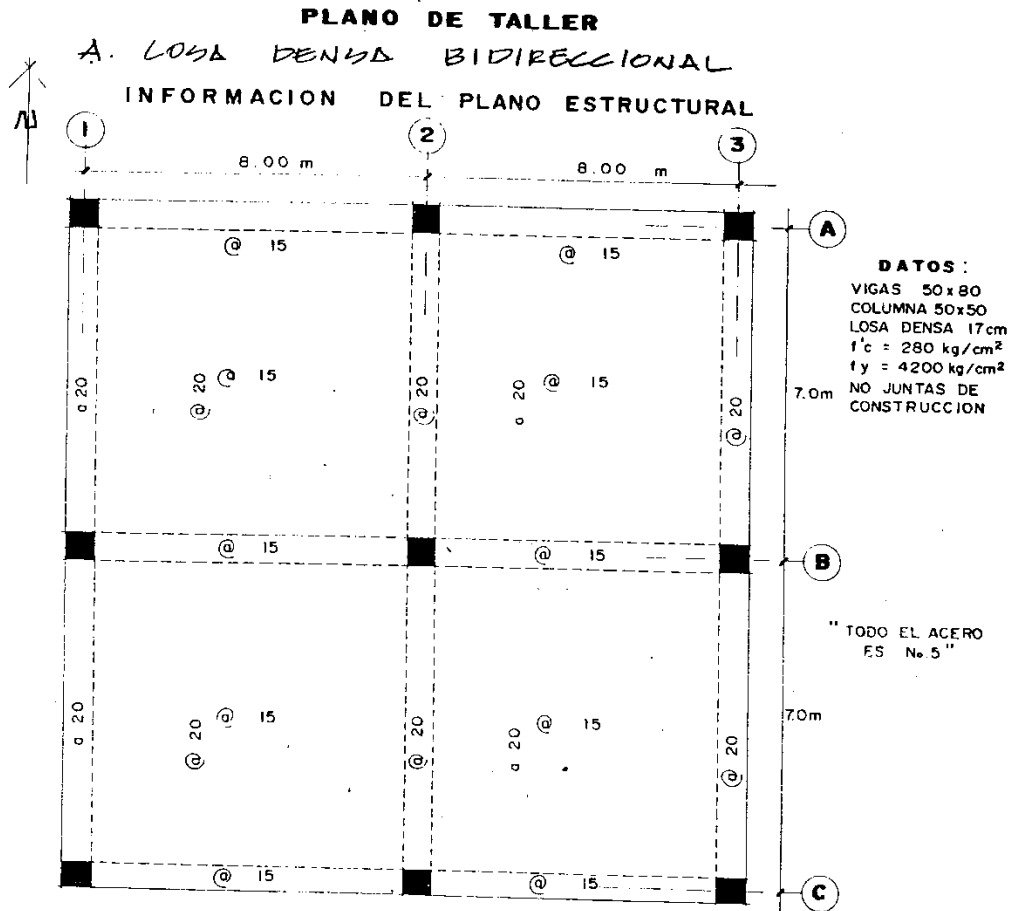 PLANO DE TALLER
A. LOSA DENSA BIDIRECCIONAL
INFORMACION DEL PLANO ESTRUCTURAL
N
1
2
3
8.00 m
8.00 m
A
@ 15
@ 15
DATOS:
VIGAS 50x80
COLUMNA 50x50
LOSA DENSA 17cm
f'c = 280 kg/cm²
fy = 4200 kg/cm²
NO JUNTAS DE
CONSTRUCCION
@ 20
@ 20
@ 15
@ 20
@ 20
@ 15
@ 20
7.0m
@ 15
@ 15
B
"TODO EL ACERO
ES No.5"
@ 20
@ 20
@ 15
@ 20
@ 20
@ 15
@ 20
7.0m
@ 15
@ 15
C